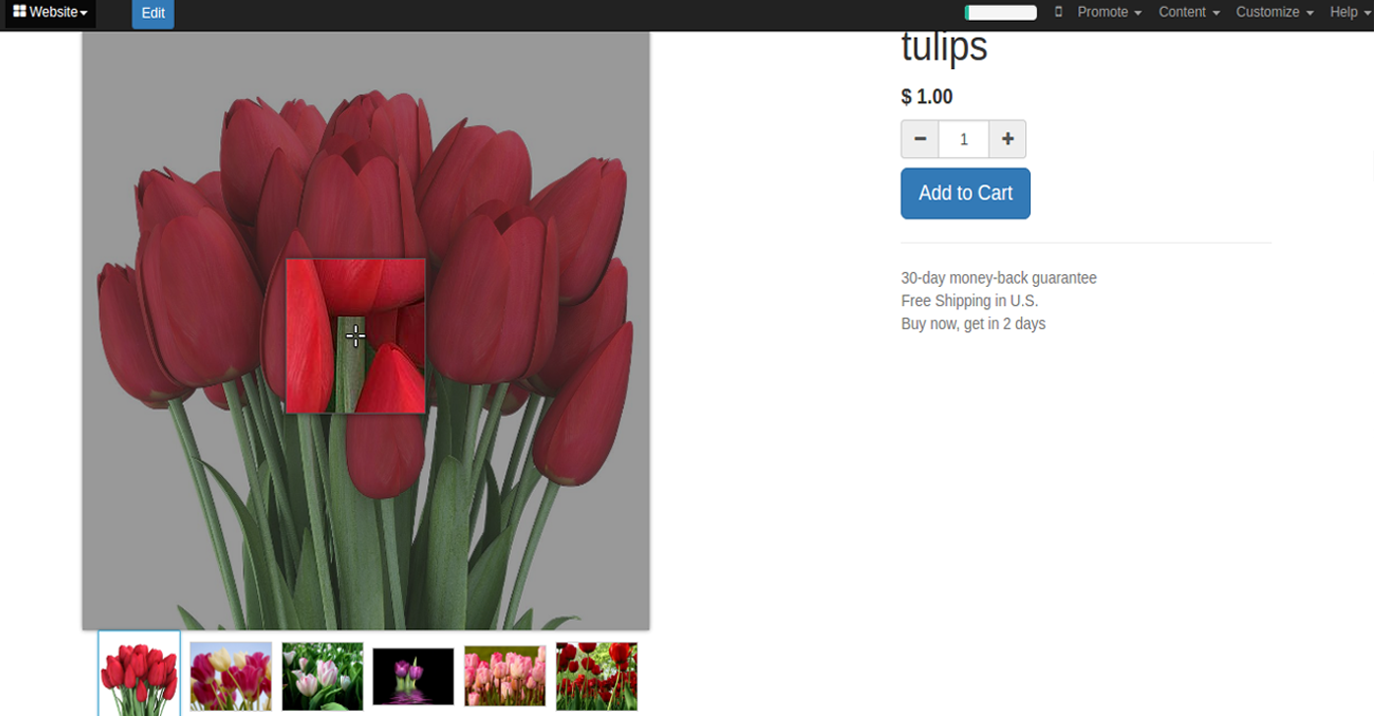 Website
Edit
Promote
Content
Customize
Help
tulips
$ 1.00
1
Add to Cart
30-day money-back guarantee
Free Shipping in U.S.
Buy now, get in 2 days